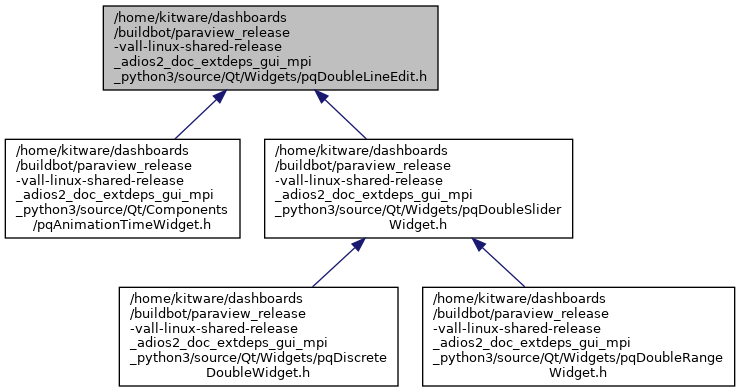 /home/kitware/dashboards
/buildbot/paraview_release
-vall-linux-shared-release
_adios2_doc_extdeps_gui_mpi
_python3/source/Qt/Widgets/pqDoubleLineEdit.h
/home/kitware/dashboards
/buildbot/paraview_release
-vall-linux-shared-release
_adios2_doc_extdeps_gui_mpi
_python3/source/Qt/Components
/pqAnimationTimeWidget.h
/home/kitware/dashboards
/buildbot/paraview_release
-vall-linux-shared-release
_adios2_doc_extdeps_gui_mpi
_python3/source/Qt/Widgets/pqDoubleSlider
Widget.h
/home/kitware/dashboards
/buildbot/paraview_release
-vall-linux-shared-release
_adios2_doc_extdeps_gui_mpi
_python3/source/Qt/Widgets/pqDiscrete
DoubleWidget.h
/home/kitware/dashboards
/buildbot/paraview_release
-vall-linux-shared-release
_adios2_doc_extdeps_gui_mpi
_python3/source/Qt/Widgets/pqDoubleRange
Widget.h